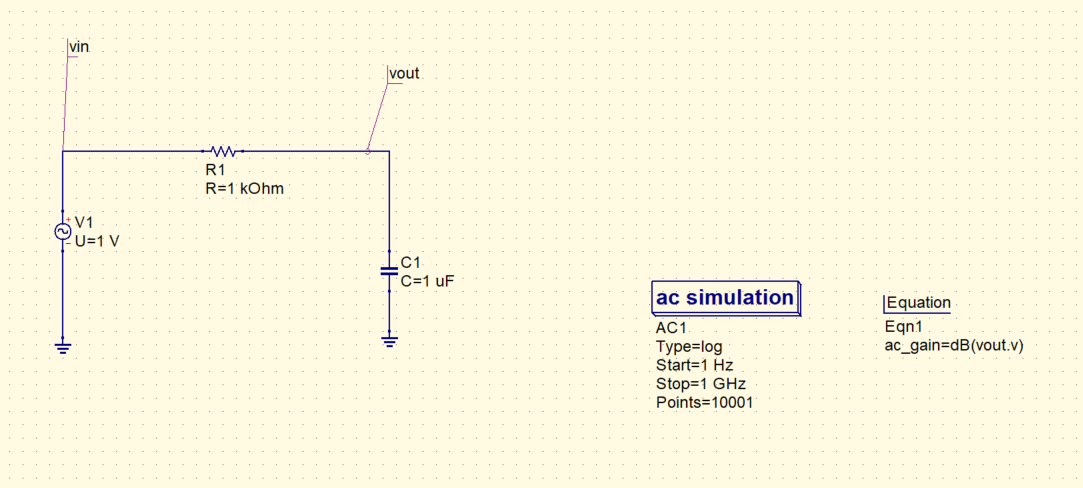 vin
vout
R1
R=1 kOhm
+ V1
- U=1 V
C1
C=1 uF
ac simulation
AC1
Type=log
Start=1 Hz
Stop=1 GHz
Points=10001
Equation
Eqn1
ac_gain=dB(vout.v)